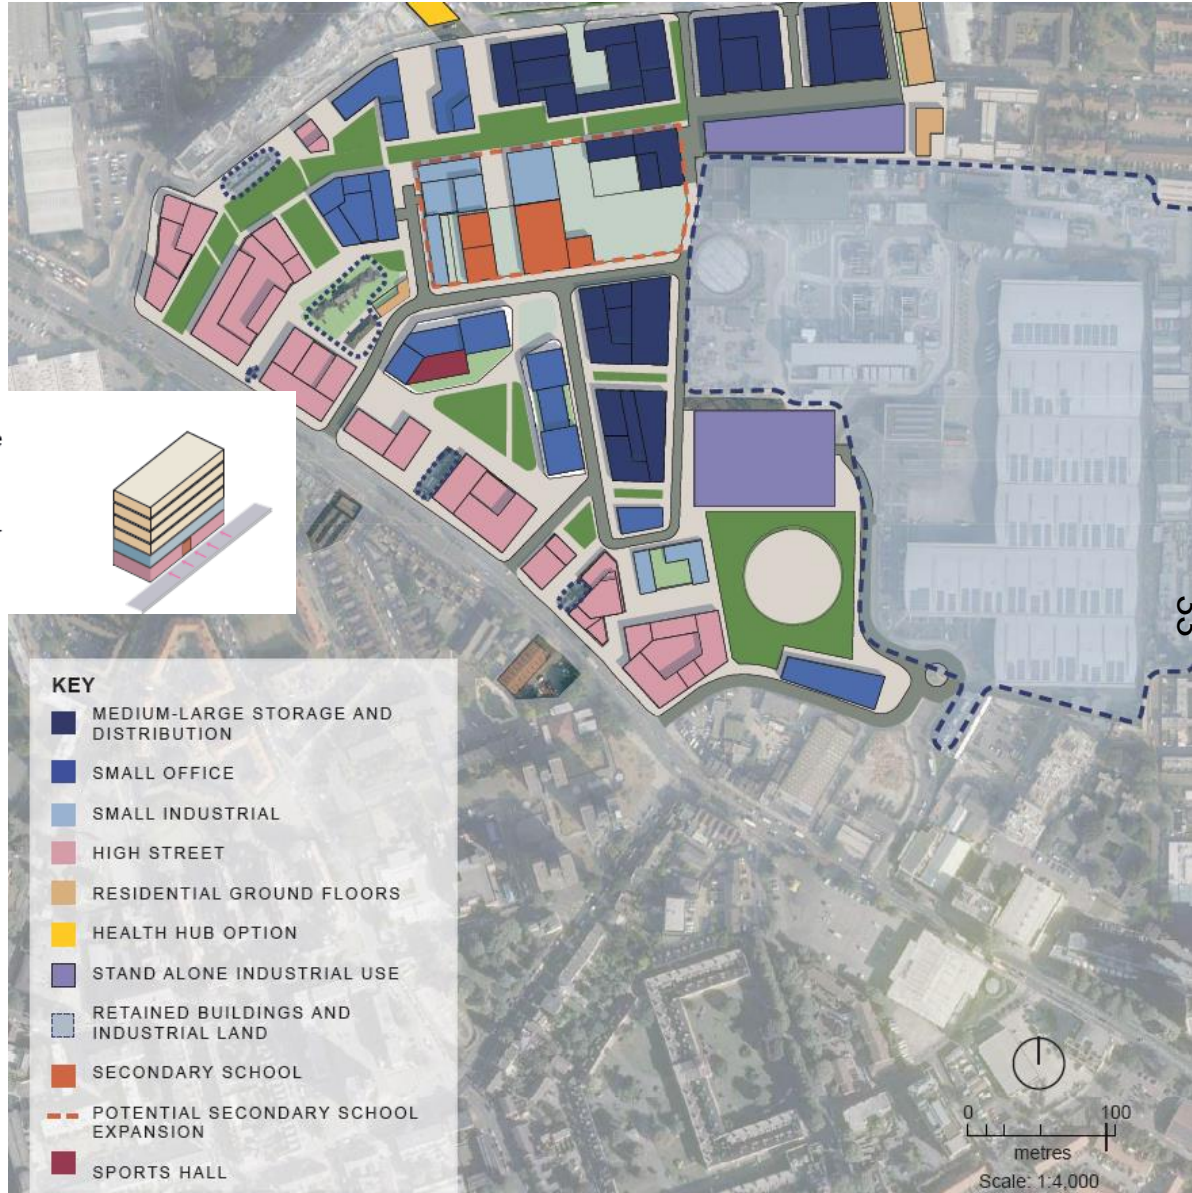 e
33
KEY
MEDIUM-LARGE STORAGE AND
DISTRIBUTION
SMALL OFFICE
SMALL INDUSTRIAL
HIGH STREET
RESIDENTIAL GROUND FLOORS
HEALTH HUB OPTION
STAND ALONE INDUSTRIAL USE
RETAINED BUILDINGS AND
INDUSTRIAL LAND
SECONDARY SCHOOL
POTENTIAL SECONDARY SCHOOL
EXPANSION
SPORTS HALL
0 100
metres
Scale: 1:4,000